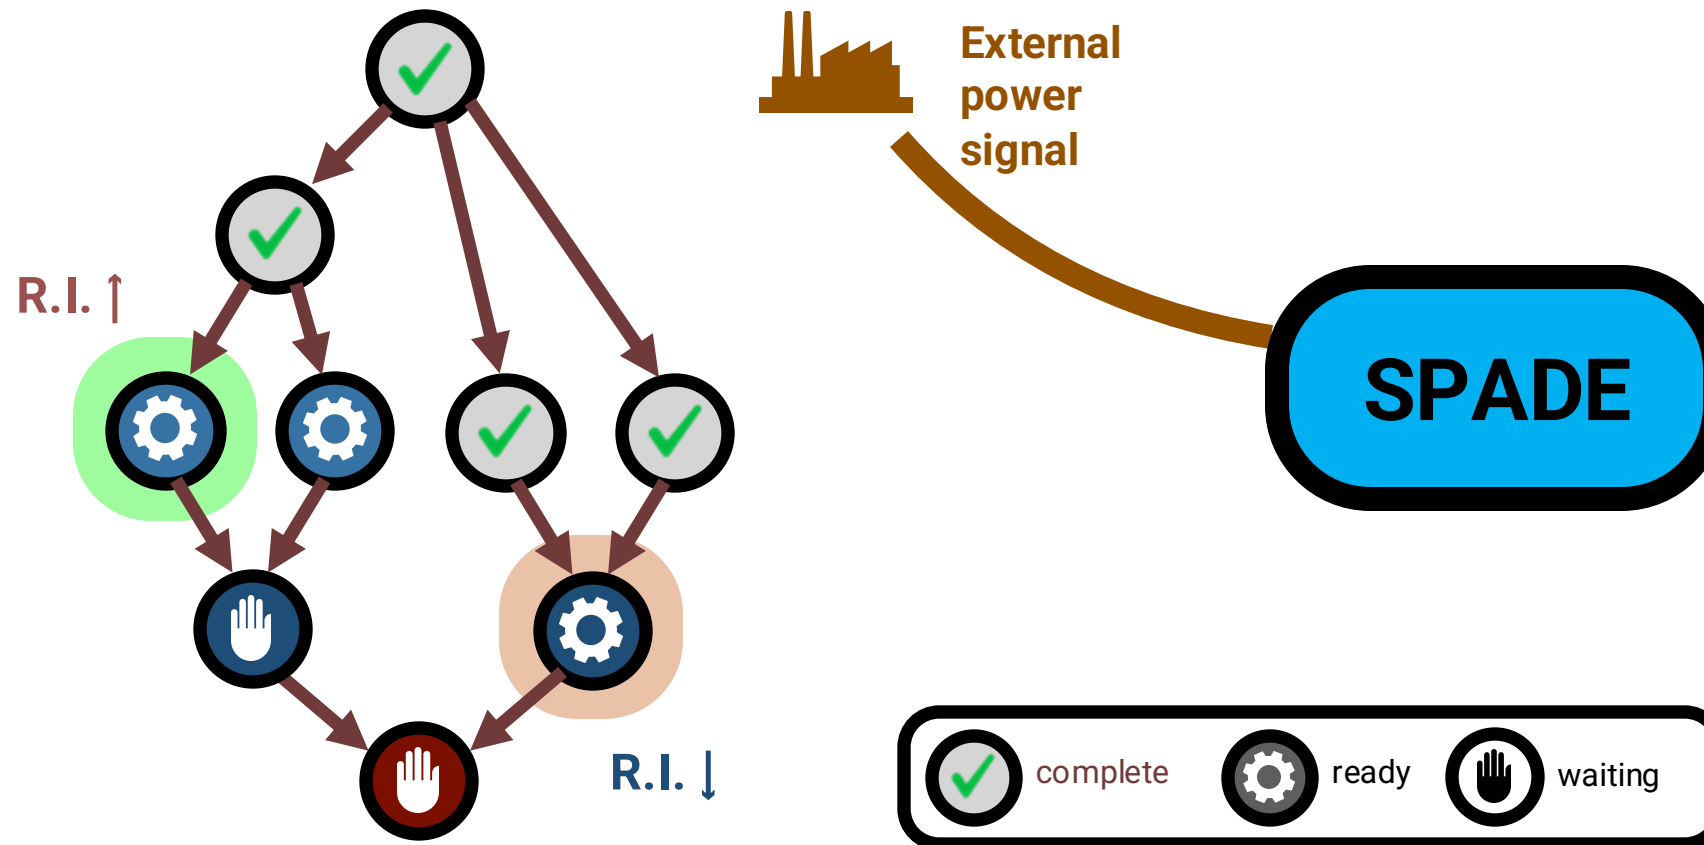 External
power
signal
R.I. ↑
SPADE
R.I. ↓
complete
ready
waiting